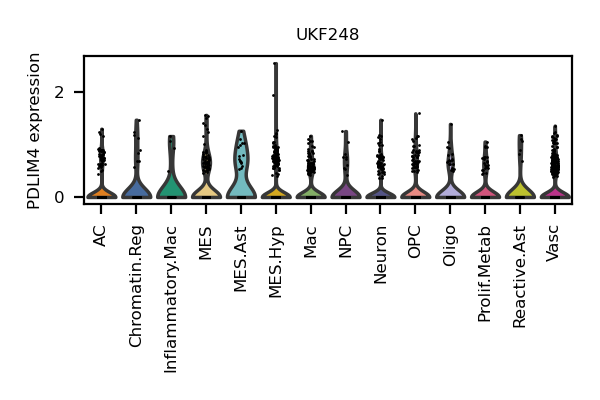 UKF248
PDLIM4 expression
2
0
AC
Chromatin.Reg
Inflammatory.Mac
MES
MES.Ast
MES.Hyp
Mac
NPC
Neuron
OPC
Oligo
Prolif.Metab
Reactive.Ast
Vasc